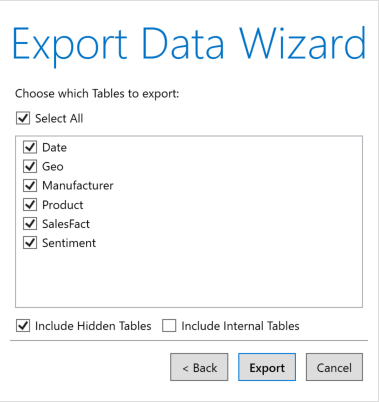 Export Data Wizard
Choose which Tables to export:
Select All
Date
Geo
Manufacturer
Product
SalesFact
Sentiment
Include Hidden Tables Include Internal Tables
< Back Export Cancel